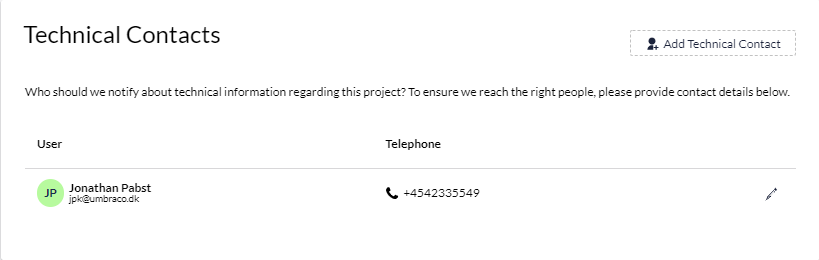 Technical Contacts
Add Technical Contact
Who should we notify about technical information regarding this project? To ensure we reach the right people, please provide contact details below.
User Telephone
JP Jonathan Pabst
jpk@umbraco.dk
+4542335549